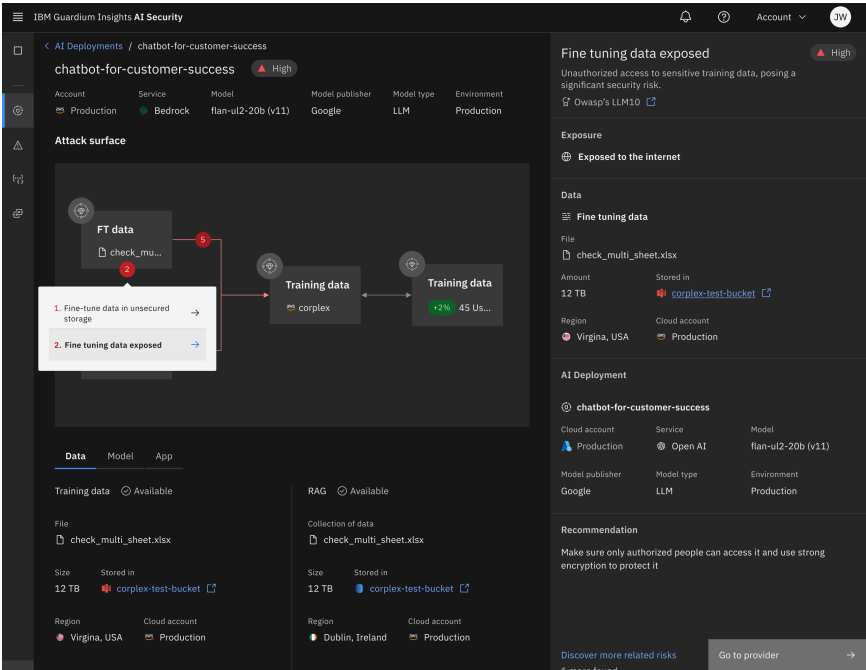 IBM Guardium Insights AI Security
Account
JW
AI Deployments / chatbot-for-customer-success
chatbot-for-customer-success
High
Account
Service
Model
Model publisher
Model type
Environment
Production
Bedrock
flan-ul2-20b (v11)
Google
LLM
Production
Attack surface
FT data
check_mu...
5
2
Training data
corplex
Training data
+2%
45 Us...
1. Fine-tune data in unsecured
storage
2. Fine tuning data exposed
Data
Model
App
Training data
Available
File
check_multi_sheet.xlsx
Size
Stored in
12 TB
corplex-test-bucket
Region
Cloud account
Virgina, USA
Production
RAG
Available
Collection of data
check_multi_sheet.xlsx
Size
Stored in
12 TB
corplex-test-bucket
Region
Cloud account
Dublin, Ireland
Production
Fine tuning data exposed
High
Unauthorized access to sensitive training data, posing a
significant security risk.
Owasp's LLM10
Exposure
Exposed to the internet
Data
Fine tuning data
File
check_multi_sheet.xlsx
Amount
Stored in
12 TB
corplex-test-bucket
Region
Cloud account
Virgina, USA
Production
AI Deployment
chatbot-for-customer-success
Cloud account
Service
Model
Production
Open AI
flan-ul2-20b (v11)
Model publisher
Model type
Environment
Google
LLM
Production
Recommendation
Make sure only authorized people can access it and use strong
encryption to protect it
Discover more related risks
Go to provider